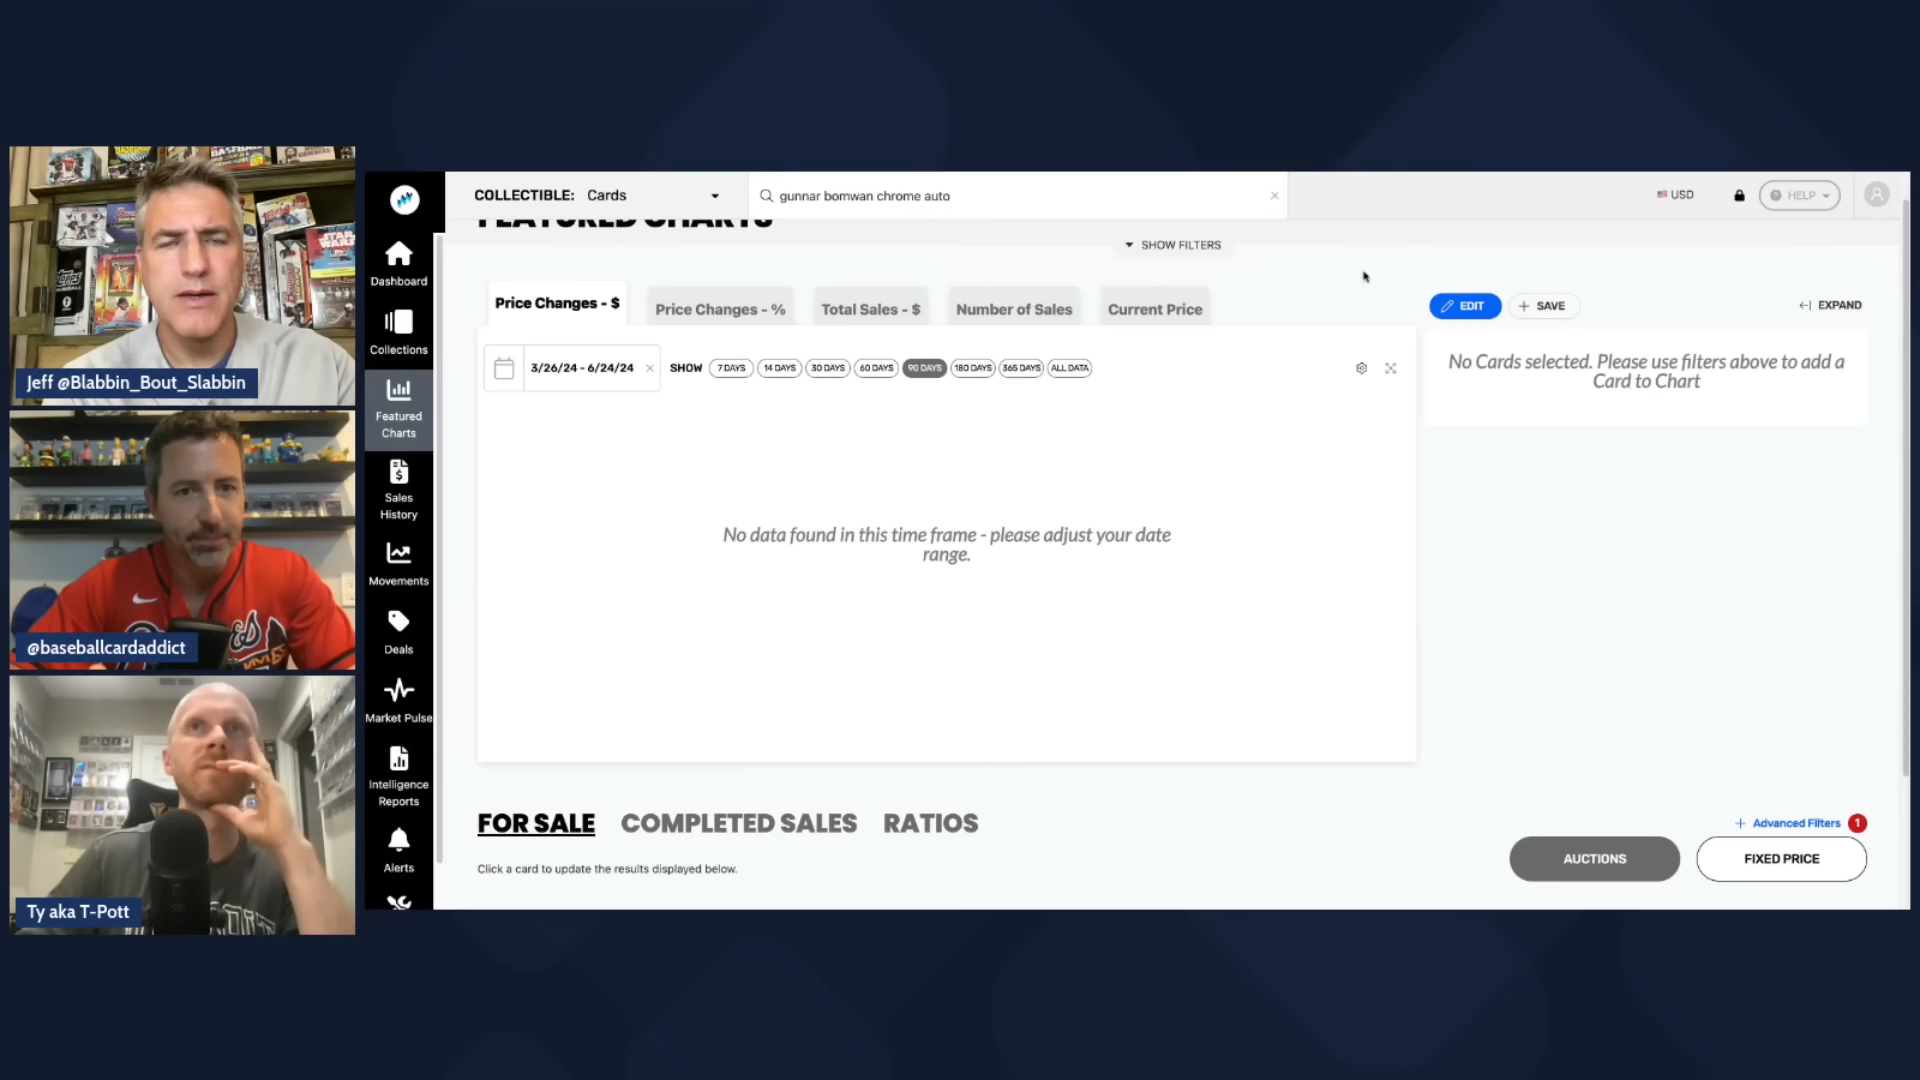 COLLECTIBLE: Cards
gunnar bomwan chrome auto
USD
HELP
FEATURED CHARTS
SHOW FILTERS
Dashboard
Collections
Featured
Charts
Sales
History
Movements
Deals
Market Pulse
Intelligence
Reports
Alerts
Price Changes - $
Price Changes - %
Total Sales - $
Number of Sales
Current Price
EDIT
SAVE
EXPAND
3/26/24 - 6/24/24
SHOW
7 DAYS
14 DAYS
30 DAYS
60 DAYS
90 DAYS
180 DAYS
365 DAYS
ALL DATA
No Cards selected. Please use filters above to add a
Card to Chart
No data found in this time frame - please adjust your date
range.
FOR SALE
COMPLETED SALES
RATIOS
Advanced Filters
1
Click a card to update the results displayed below.
AUCTIONS
FIXED PRICE
Jeff @Blabbin_Bout_Slabbin
@baseballcardaddict
Ty aka T-Pott
STAR
WARS